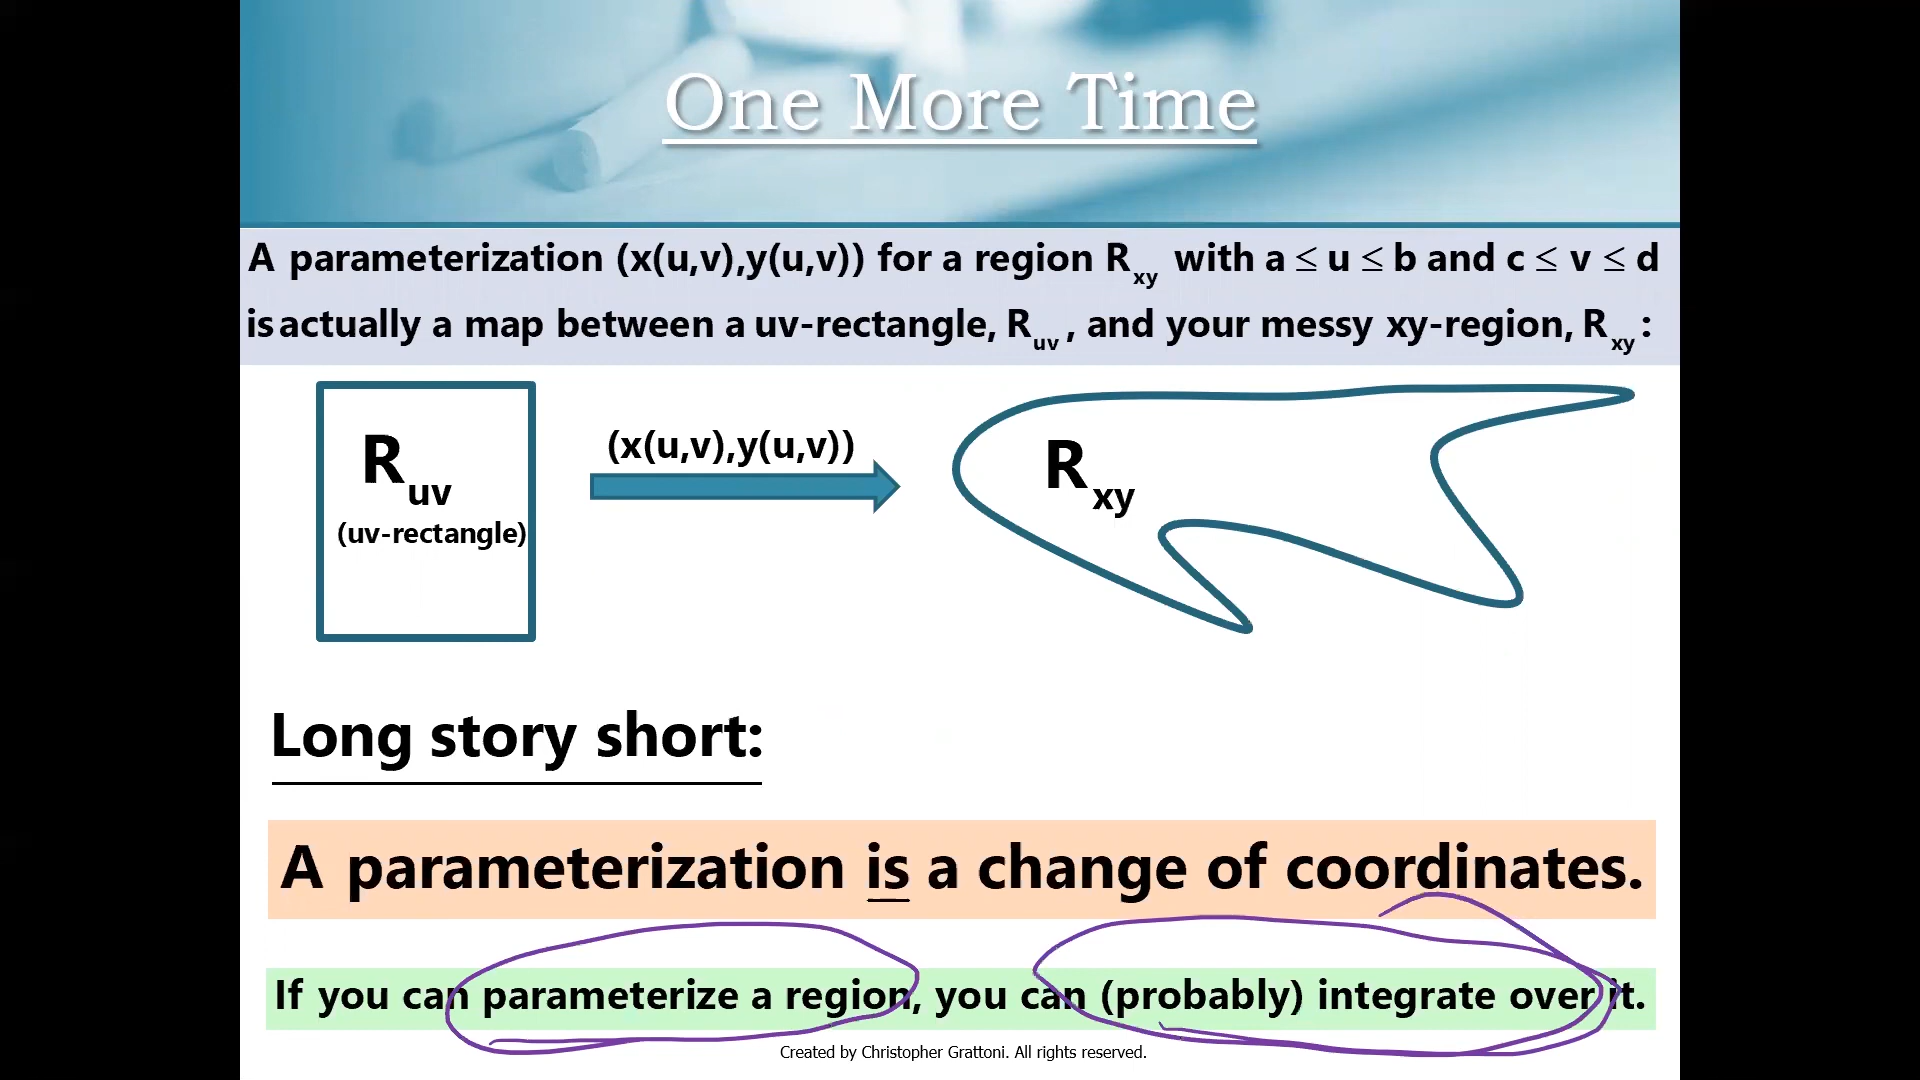 One More Time
A parameterization (x(u,v),y(u,v)) for a region Rxy with a ≤ u ≤ b and c ≤ v ≤ d
is actually a map between a uv-rectangle, Ruv, and your messy xy-region, Rxy:
(x(u,v),y(u,v))
Ruv
(uv-rectangle)
Rxy
Long story short:
A parameterization is a change of coordinates.
If you can parameterize a region, you can (probably) integrate over it.
Created by Christopher Grattoni. All rights reserved.